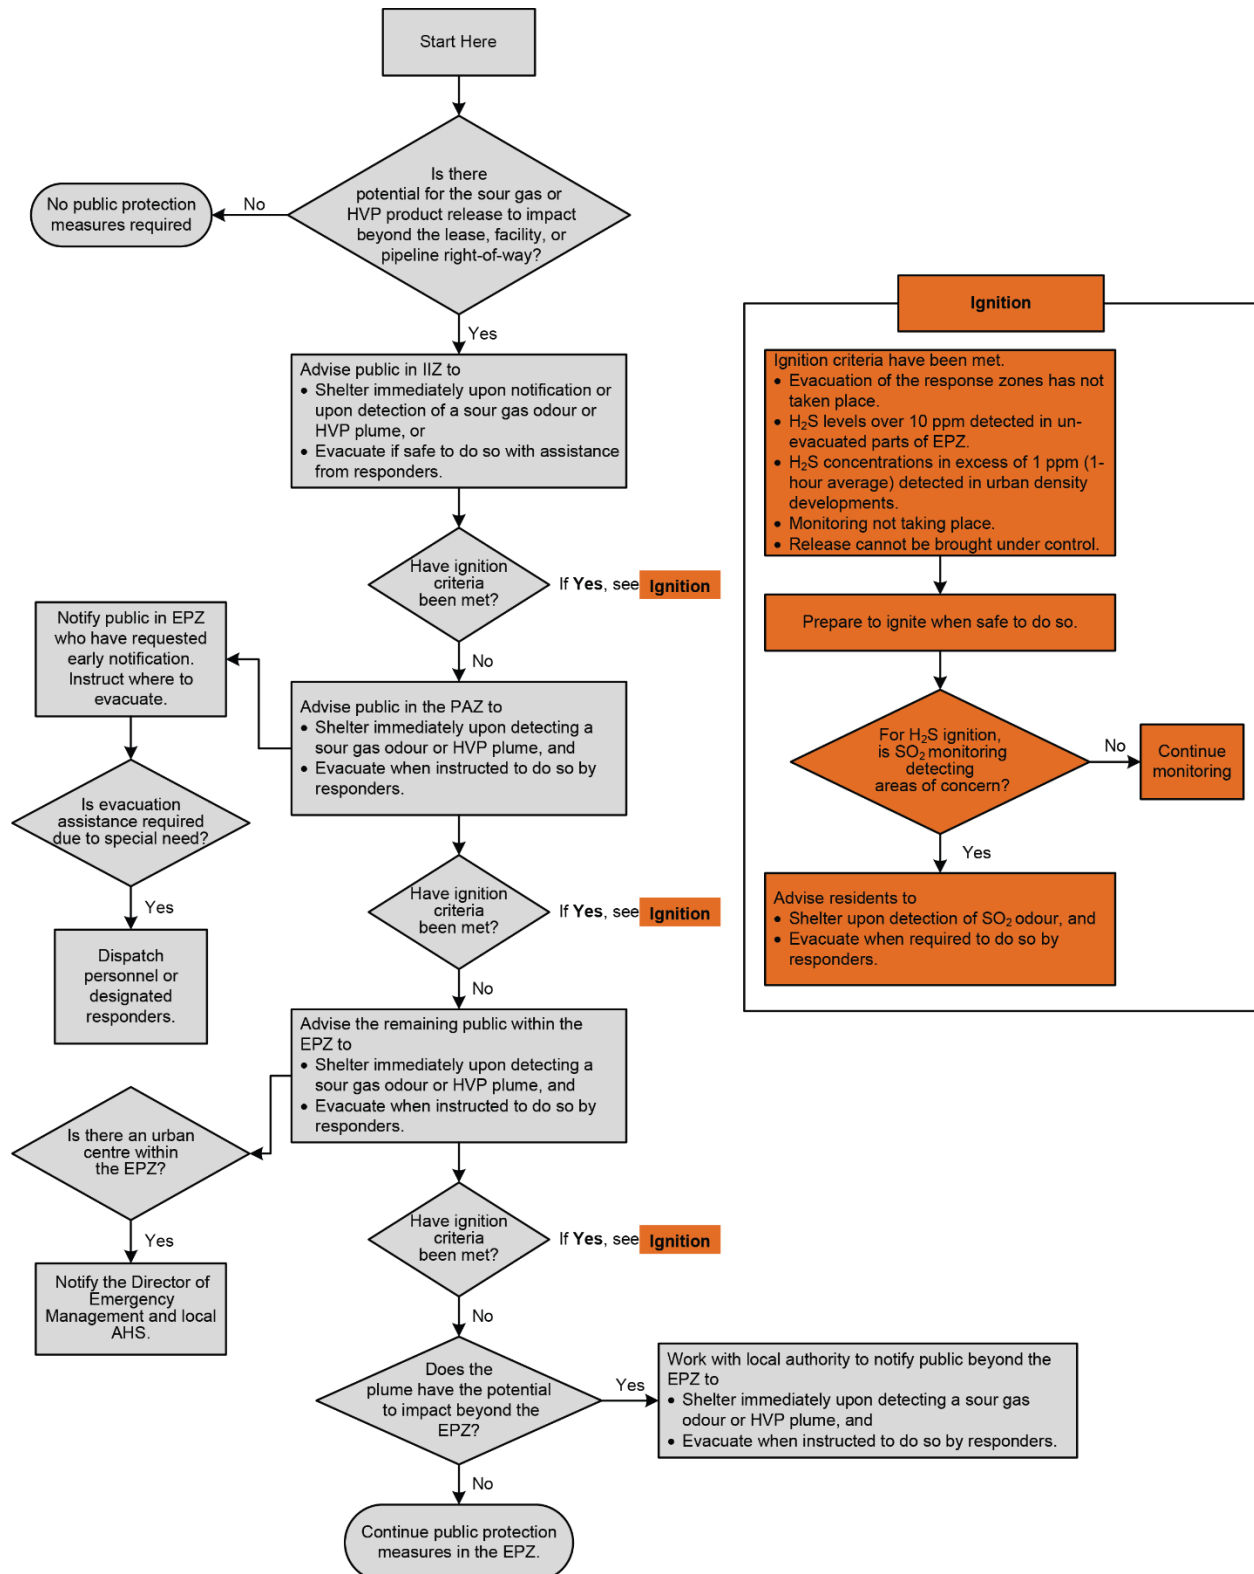 Start Here
Is there
potential for the sour gas or
HVP product release to impact
beyond the lease, facility, or
pipeline right-of-way?
No
No public protection
measures required
Yes
Advise public in IIZ to
• Shelter immediately upon notification or
upon detection of a sour gas odour or
HVP plume, or
• Evacuate if safe to do so with assistance
from responders.
Have ignition
criteria
been met?
If Yes, see Ignition
No
Advise public in the PAZ to
• Shelter immediately upon detecting a
sour gas odour or HVP plume, and
• Evacuate when instructed to do so by
responders.
Notify public in EPZ
who have requested
early notification.
Instruct where to
evacuate.
Is evacuation
assistance required
due to special need?
Yes
Dispatch
personnel or
designated
responders.
Have ignition
criteria
been met?
If Yes, see Ignition
No
Advise the remaining public within the
EPZ to
• Shelter immediately upon detecting a
sour gas odour or HVP plume, and
• Evacuate when instructed to do so by
responders.
Is there an urban
centre within
the EPZ?
Yes
Notify the Director of
Emergency
Management and local
AHS.
Have ignition
criteria
been met?
If Yes, see Ignition
No
Does the
plume have the potential
to impact beyond the
EPZ?
Yes
Work with local authority to notify public beyond the
EPZ to
• Shelter immediately upon detecting a sour gas
odour or HVP plume, and
• Evacuate when instructed to do so by responders.
No
Continue public protection
measures in the EPZ.
Ignition
Ignition criteria have been met.
• Evacuation of the response zones has not
taken place.
• H₂S levels over 10 ppm detected in un-
evacuated parts of EPZ.
• H₂S concentrations in excess of 1 ppm (1-
hour average) detected in urban density
developments.
• Monitoring not taking place.
• Release cannot be brought under control.
Prepare to ignite when safe to do so.
For H₂S ignition,
is SO₂ monitoring
detecting
areas of concern?
No
Continue
monitoring
Yes
Advise residents to
• Shelter upon detection of SO₂ odour, and
• Evacuate when required to do so by
responders.